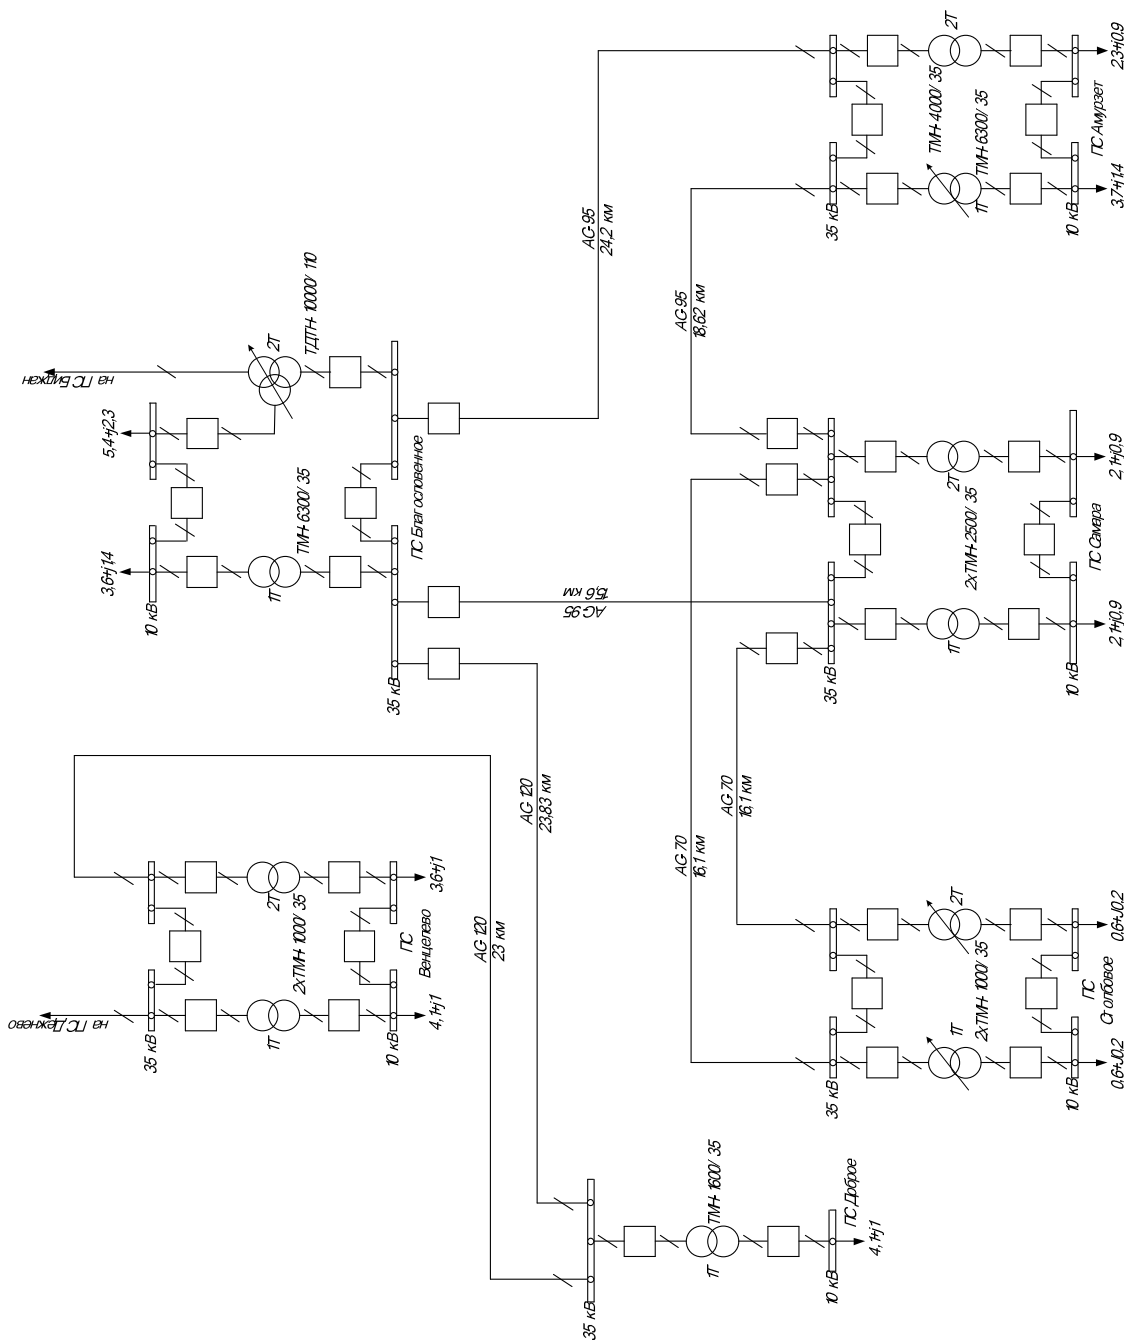 на ПС Биджан
5,4+j2,3
2Т
ТДТН-10000/110
3,6+j1,4
10 кВ
1Т
ТМН-6300/35
ПС Благословенное
35 кВ
АС-95
24,2 км
2Т
ТМН-4000/35
2.3+j0.9
ПС Амурзет
ТМН-6300/35
1Т
35 кВ
10 кВ
3.7+j1.4
АС-95
18,62 км
АС-95
15,6 км
2Т
2хТМН-2500/35
1Т
2,1+j0,9
ПС Самара
2,1+j0,9
35 кВ
10 кВ
АС-70
16,1 км
АС-70
16,1 км
АС-120
23,83 км
АС-120
23 км
на ПС Дежнево
2Т
2хТМН-1000/35
1Т
3,6+j1
ПС
Венцелево
4,1+j1
35 кВ
10 кВ
2Т
2хТМН-1000/35
1Т
0.6+J0.2
ПС
Столбовое
0.6+J0.2
35 кВ
10 кВ
ТМН-1600/35
1Т
ПС Доброе
4,1+j1
35 кВ
10 кВ